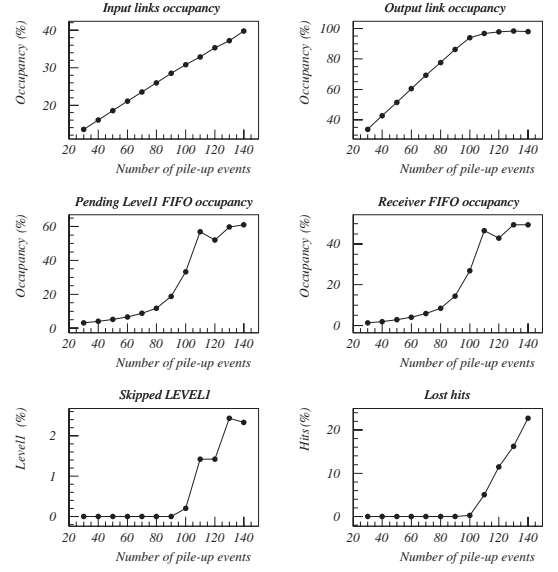 Input links occupancy
Occupancy (%)
40
20
20 40 60 80 100 120 140
Number of pile-up events
Output link occupancy
Occupancy (%)
100
80
60
40
20 40 60 80 100 120 140
Number of pile-up events
Pending Level1 FIFO occupancy
Occupancy (%)
60
40
20
0
20 40 60 80 100 120 140
Number of pile-up events
Receiver FIFO occupancy
Occupancy (%)
40
20
0
20 40 60 80 100 120 140
Number of pile-up events
Skipped LEVEL1
Level1 (%)
2
1
0
20 40 60 80 100 120 140
Number of pile-up events
Lost hits
Hits (%)
20
10
0
20 40 60 80 100 120 140
Number of pile-up events